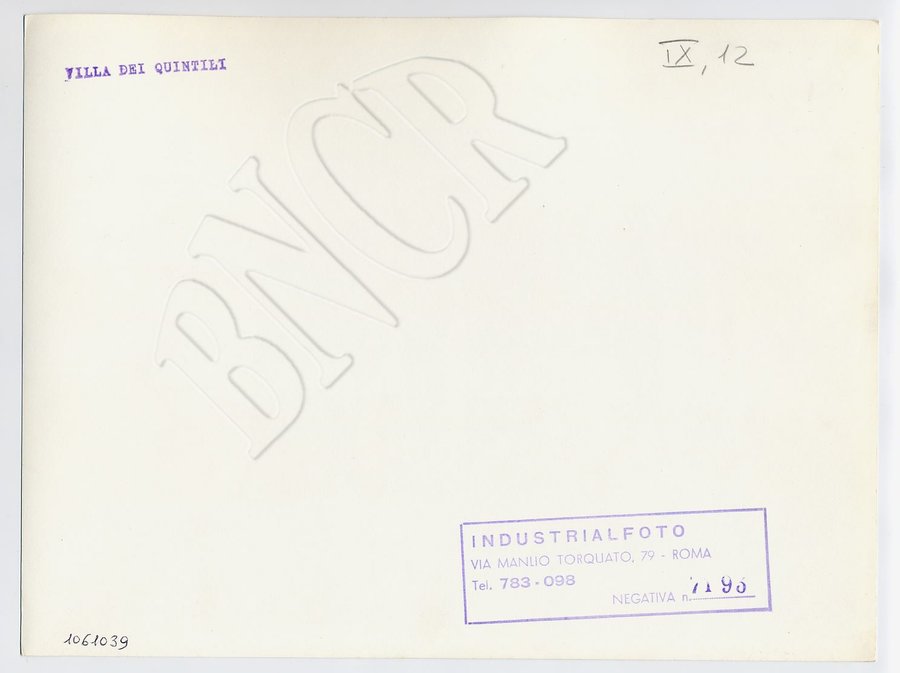 VILLA DEI QUINTILI
IX, 12
BNCR
INDUSTRIALFOTO
VIA MANLIO TORQUATO, 79 - ROMA
Tel. 783-098
NEGATIVA n.
1061039